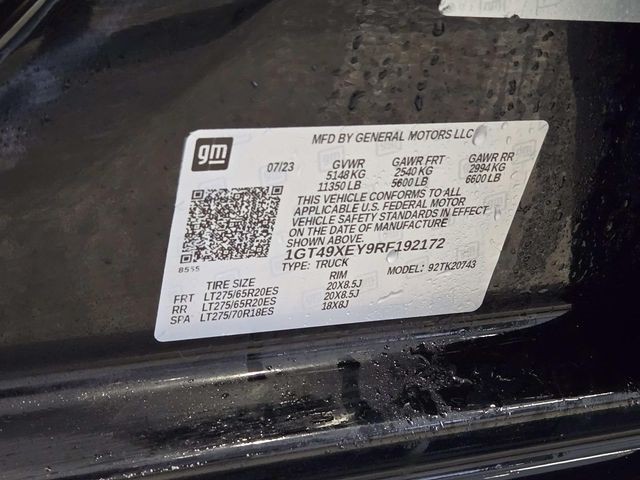 gm
MFD BY GENERAL MOTORS LLC
07/23 GVWR GAWR FRT GAWR RR
5148 KG 2540 KG 2994 KG
11350 LB 5600 LB 6600 LB
THIS VEHICLE CONFORMS TO ALL
APPLICABLE U.S. FEDERAL MOTOR
VEHICLE SAFETY STANDARDS IN EFFECT
ON THE DATE OF MANUFACTURE
SHOWN ABOVE.
1GT49XEY9RF192172
8555
TYPE: TRUCK MODEL: 92TK20743
TIRE SIZE RIM
FRT LT275/65R20ES 20X8.5J
RR LT275/65R20ES 20X8.5J
SPA LT275/70R18ES 18X8J